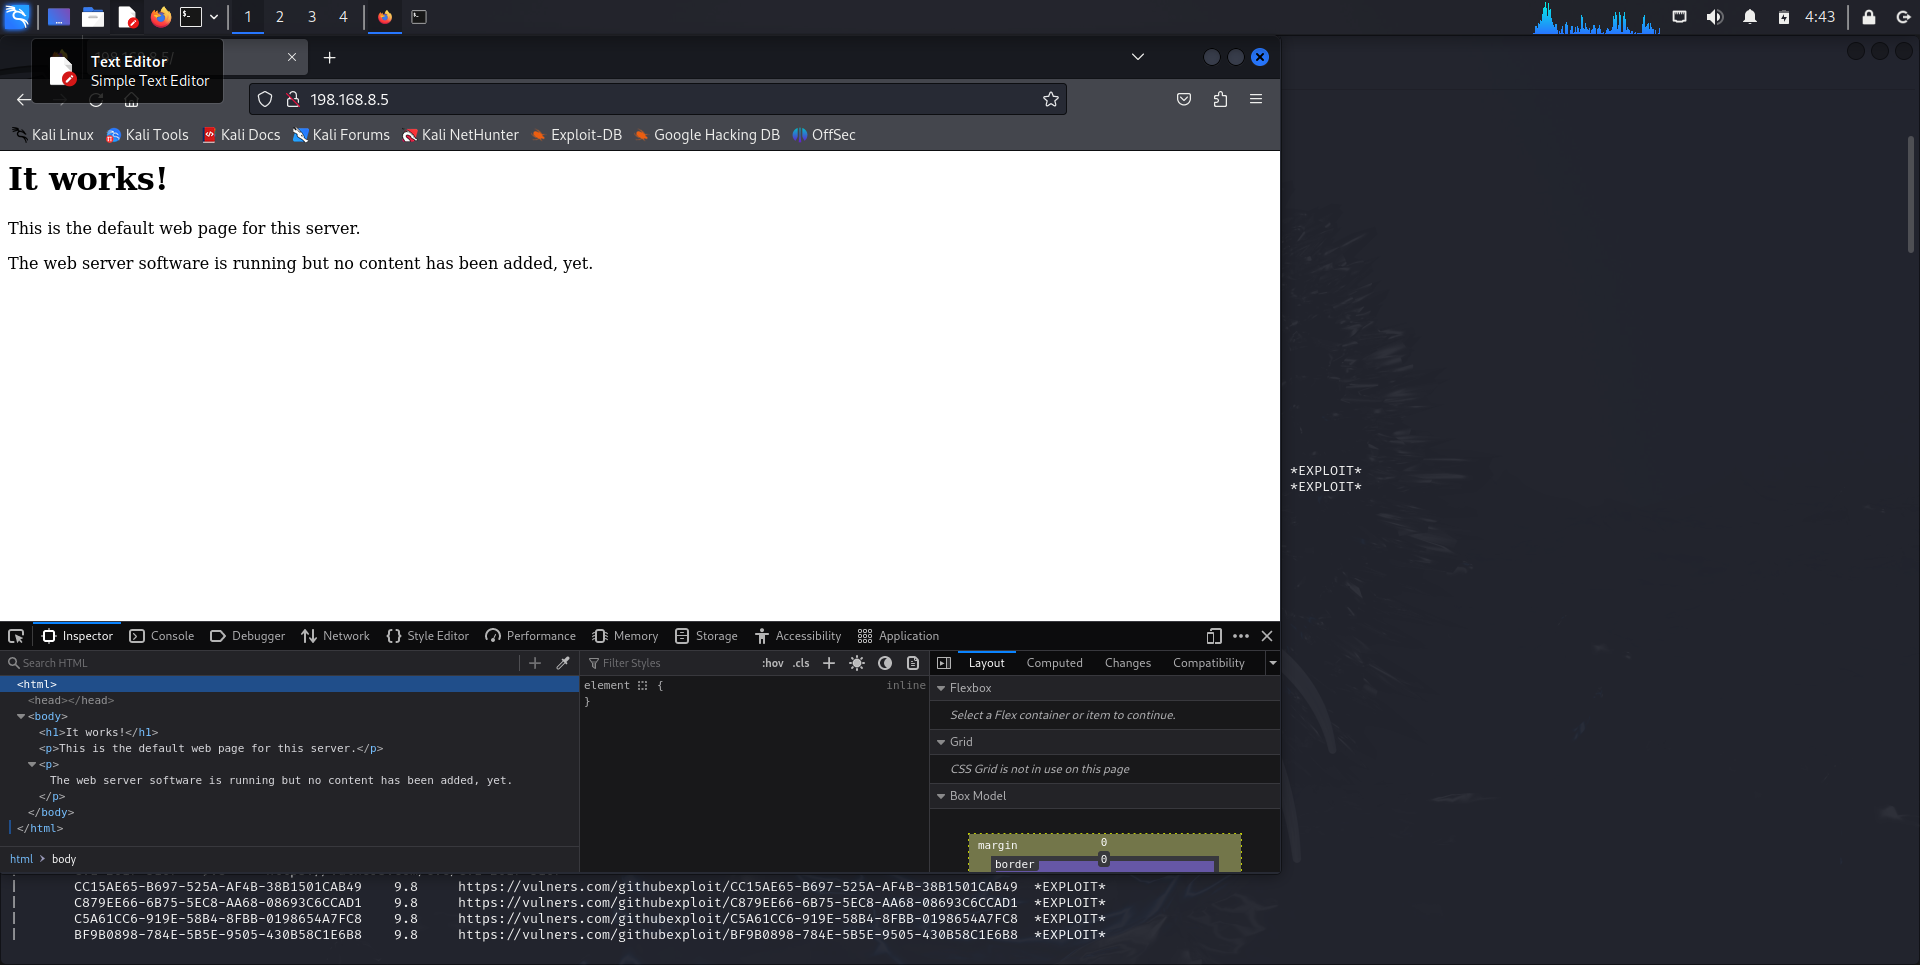 1 2 3 4 4:43
Text Editor
Simple Text Editor
198.168.8.5
Kali Linux Kali Tools Kali Docs Kali Forums Kali NetHunter Exploit-DB Google Hacking DB OffSec
It works!
This is the default web page for this server.
The web server software is running but no content has been added, yet.
*EXPLOIT*
*EXPLOIT*
Inspector Console Debugger Network Style Editor Performance Memory Storage Accessibility Application
Search HTML
Filter Styles :hov .cls
Layout Computed Changes Compatibility
<html>
<head></head>
<body>
<h1>It works!</h1>
<p>This is the default web page for this server.</p>
<p>
The web server software is running but no content has been added, yet.
</p>
</body>
</html>
html > body
element { inline
}
Flexbox
Select a Flex container or item to continue.
Grid
CSS Grid is not in use on this page
Box Model
margin 0
border 0
| CC15AE65-B697-525A-AF4B-38B1501CAB49 9.8 https://vulners.com/githubexploit/CC15AE65-B697-525A-AF4B-38B1501CAB49 *EXPLOIT*
| C879EE66-6B75-5EC8-AA68-08693C6CCAD1 9.8 https://vulners.com/githubexploit/C879EE66-6B75-5EC8-AA68-08693C6CCAD1 *EXPLOIT*
| C5A61CC6-919E-58B4-8FBB-0198654A7FC8 9.8 https://vulners.com/githubexploit/C5A61CC6-919E-58B4-8FBB-0198654A7FC8 *EXPLOIT*
| BF9B0898-784E-5B5E-9505-430B58C1E6B8 9.8 https://vulners.com/githubexploit/BF9B0898-784E-5B5E-9505-430B58C1E6B8 *EXPLOIT*